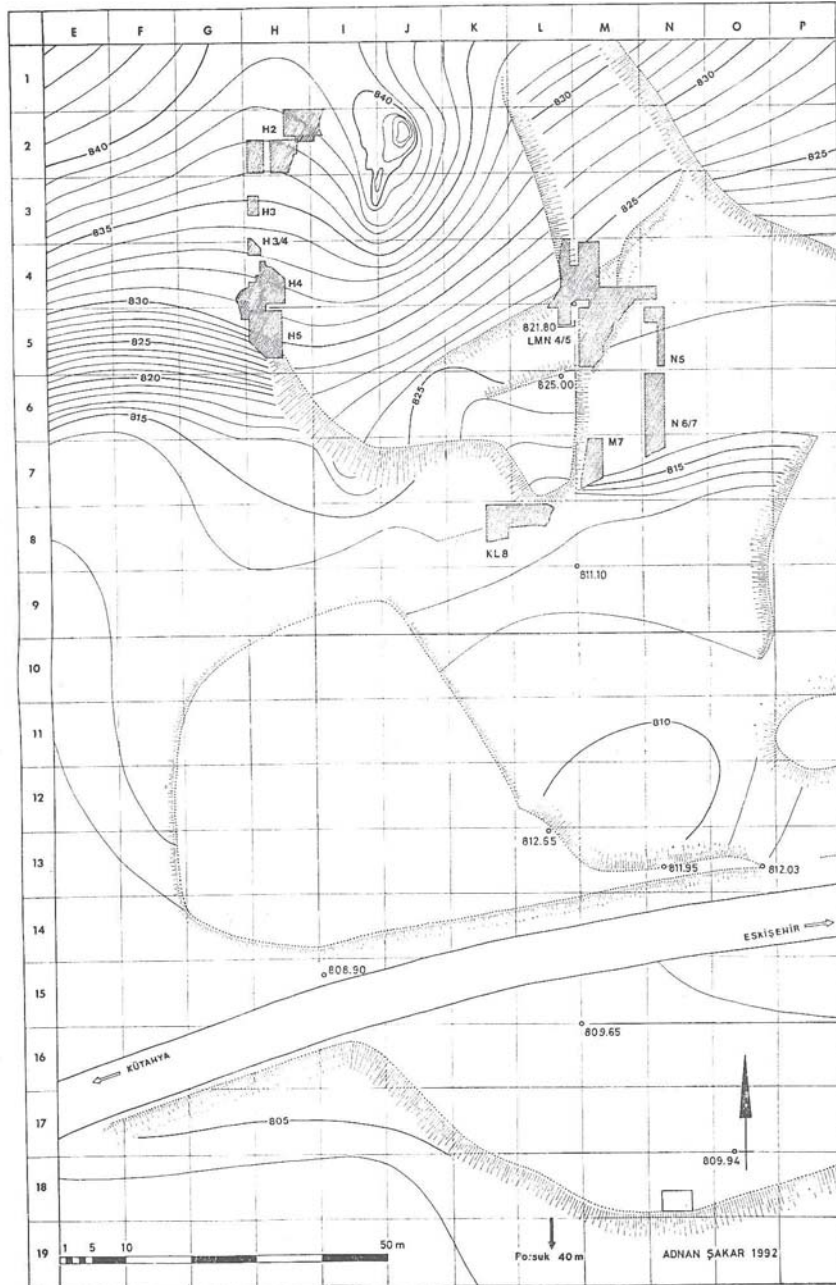 E F G H I J K L M N O P
1
840
830
830
2
H2
840
825
3
H3
835
825
H 3/4
4
H4
830
821.80
LMN 4/5
5
825
H5
N5
820
825
825.00
6
815
N 6/7
M7
7
815
8
KL8
811.10
9
10
11
810
12
812.55
13
811.95
812.03
14
ESKİŞEHİR
808.90
15
809.65
16
KÜTAHYA
17
805
809.94
18
19
1 5 10 50 m
Porsuk 40 m
ADNAN ŞAKAR 1992